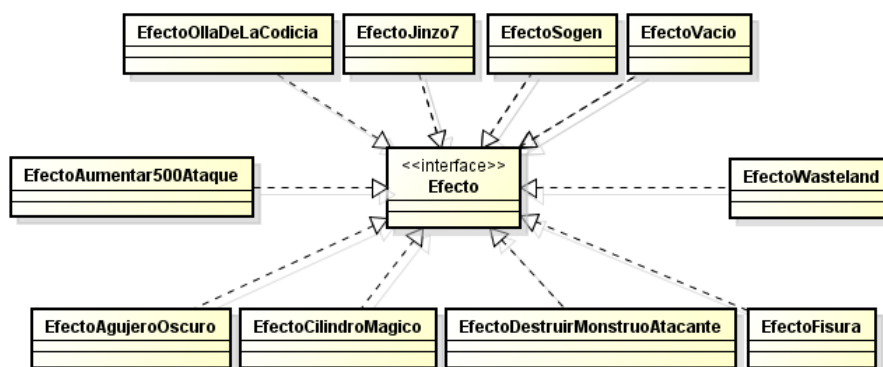 EfectoOllaDeLaCodicia
EfectoJinzo7
EfectoSogen
EfectoVacio
<<interface>>
Efecto
EfectoAumentar500Ataque
EfectoWasteland
EfectoAgujeroOscuro
EfectoCilindroMagico
EfectoDestruirMonstruoAtacante
EfectoFisura